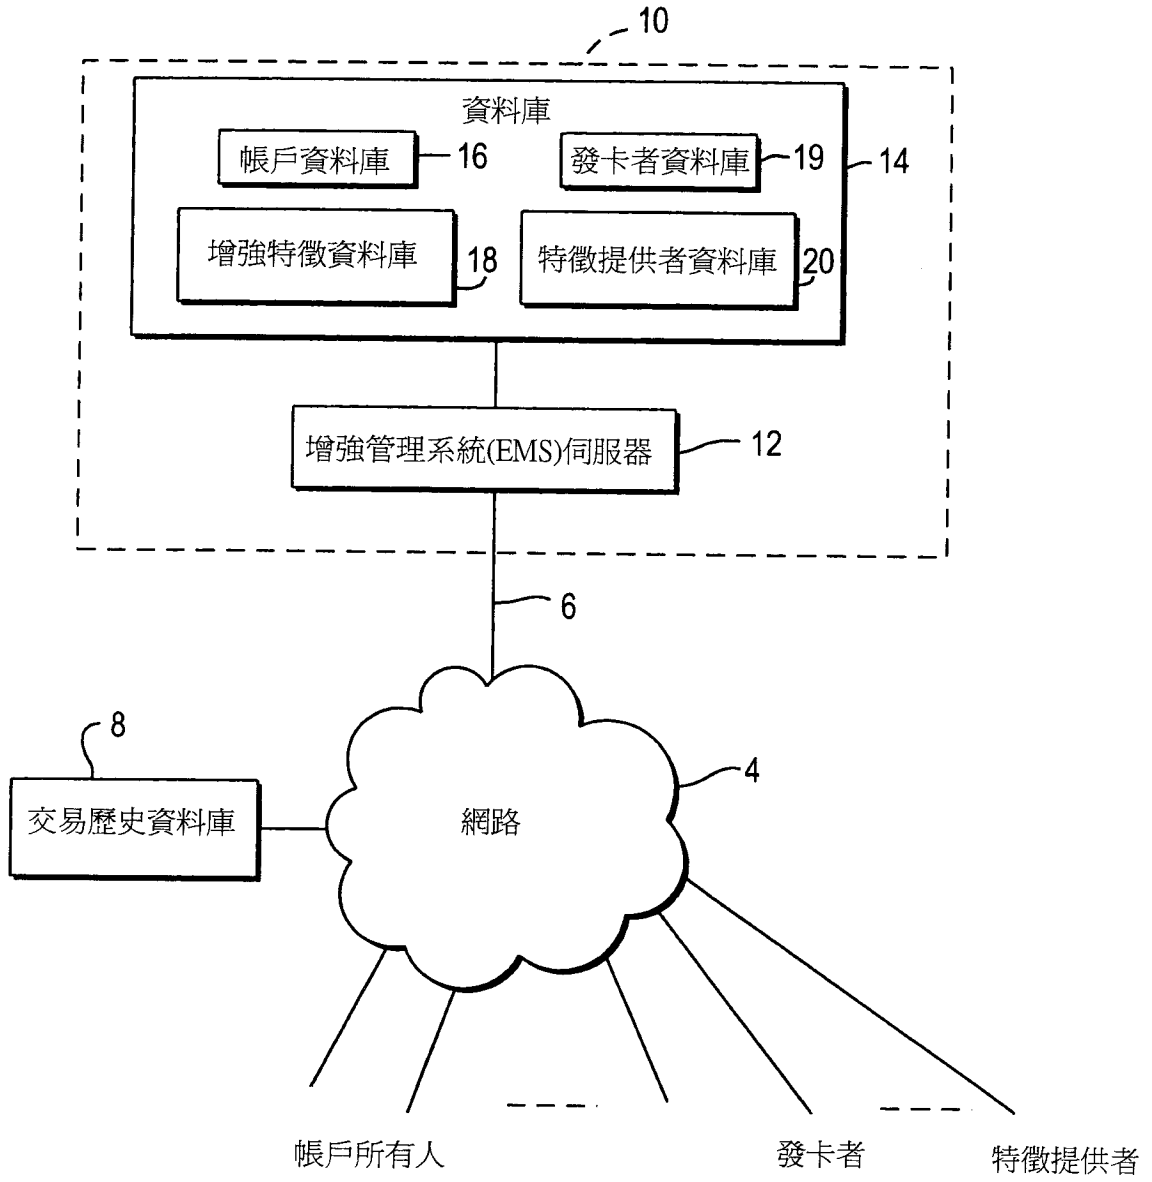 10
資料庫
帳戶資料庫
16
發卡者資料庫
19
14
增強特徵資料庫
18
特徵提供者資料庫
20
增強管理系統(EMS)伺服器
12
6
8
4
交易歷史資料庫
網路
帳戶所有人
發卡者
特徵提供者